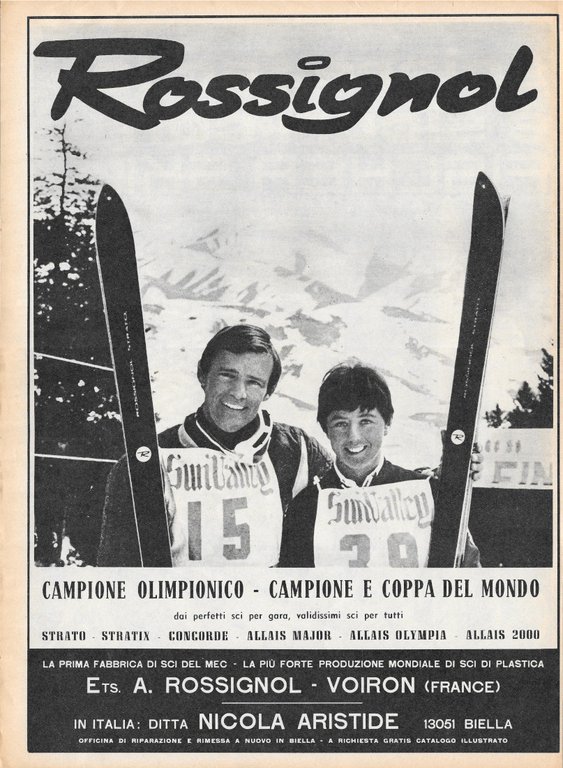 Rossignol
ROSSIGNOL STRATO
R
R
Sun Valley
15
Sun Valley
39
FIN
CAMPIONE OLIMPIONICO - CAMPIONE E COPPA DEL MONDO
dai perfetti sci per gara, validissimi sci per tutti
STRATO - STRATIX - CONCORDE - ALLAIS MAJOR - ALLAIS OLYMPIA - ALLAIS 2000
LA PRIMA FABBRICA DI SCI DEL MEC - LA PIÙ FORTE PRODUZIONE MONDIALE DI SCI DI PLASTICA
ETS. A. ROSSIGNOL - VOIRON (FRANCE)
IN ITALIA: DITTA NICOLA ARISTIDE 13051 BIELLA
OFFICINA DI RIPARAZIONE E RIMESSA A NUOVO IN BIELLA - A RICHIESTA GRATIS CATALOGO ILLUSTRATO